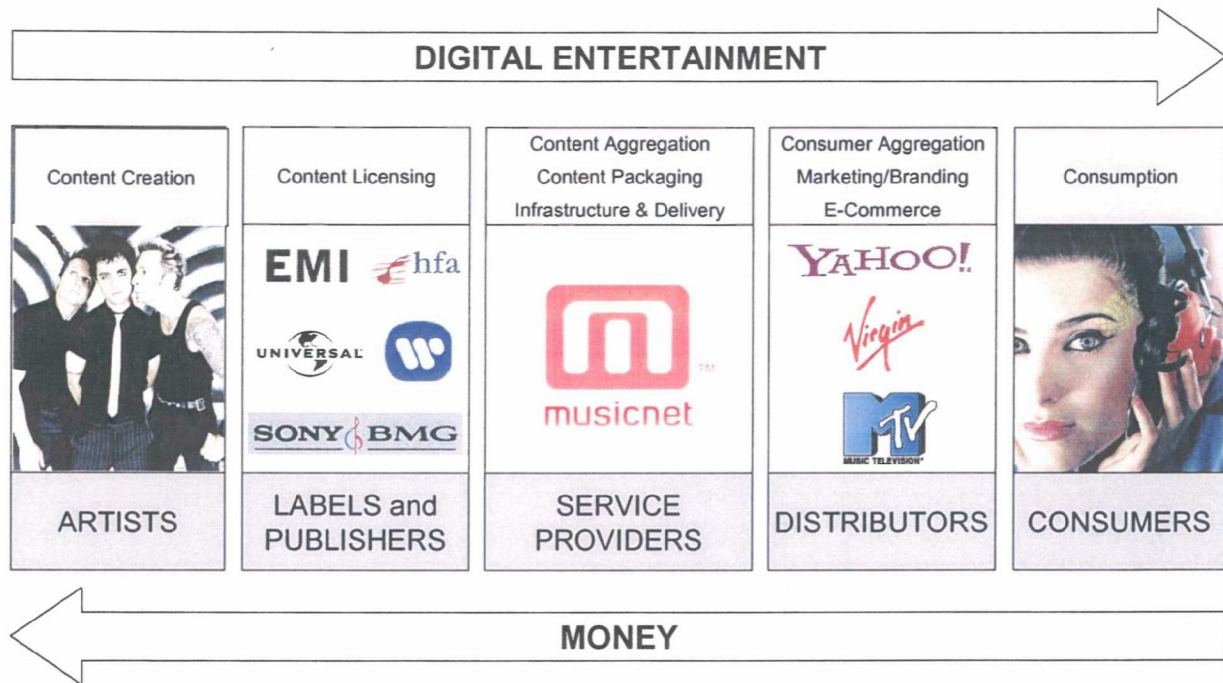 DIGITAL ENTERTAINMENT
Content Creation
ARTISTS
Content Licensing
EMI
hfa
UNIVERSAL
W
SONY BMG
LABELS and
PUBLISHERS
Content Aggregation
Content Packaging
Infrastructure & Delivery
m
TM
musicnet
SERVICE
PROVIDERS
Consumer Aggregation
Marketing/Branding
E-Commerce
YAHOO!
Virgin
MTV
MUSIC TELEVISION
DISTRIBUTORS
Consumption
CONSUMERS
MONEY